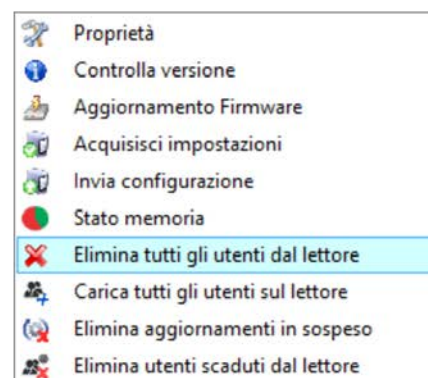 Proprietà
Controlla versione
Aggiornamento Firmware
Acquisisci impostazioni
Invia configurazione
Stato memoria
Elimina tutti gli utenti dal lettore
Carica tutti gli utenti sul lettore
Elimina aggiornamenti in sospeso
Elimina utenti scaduti dal lettore